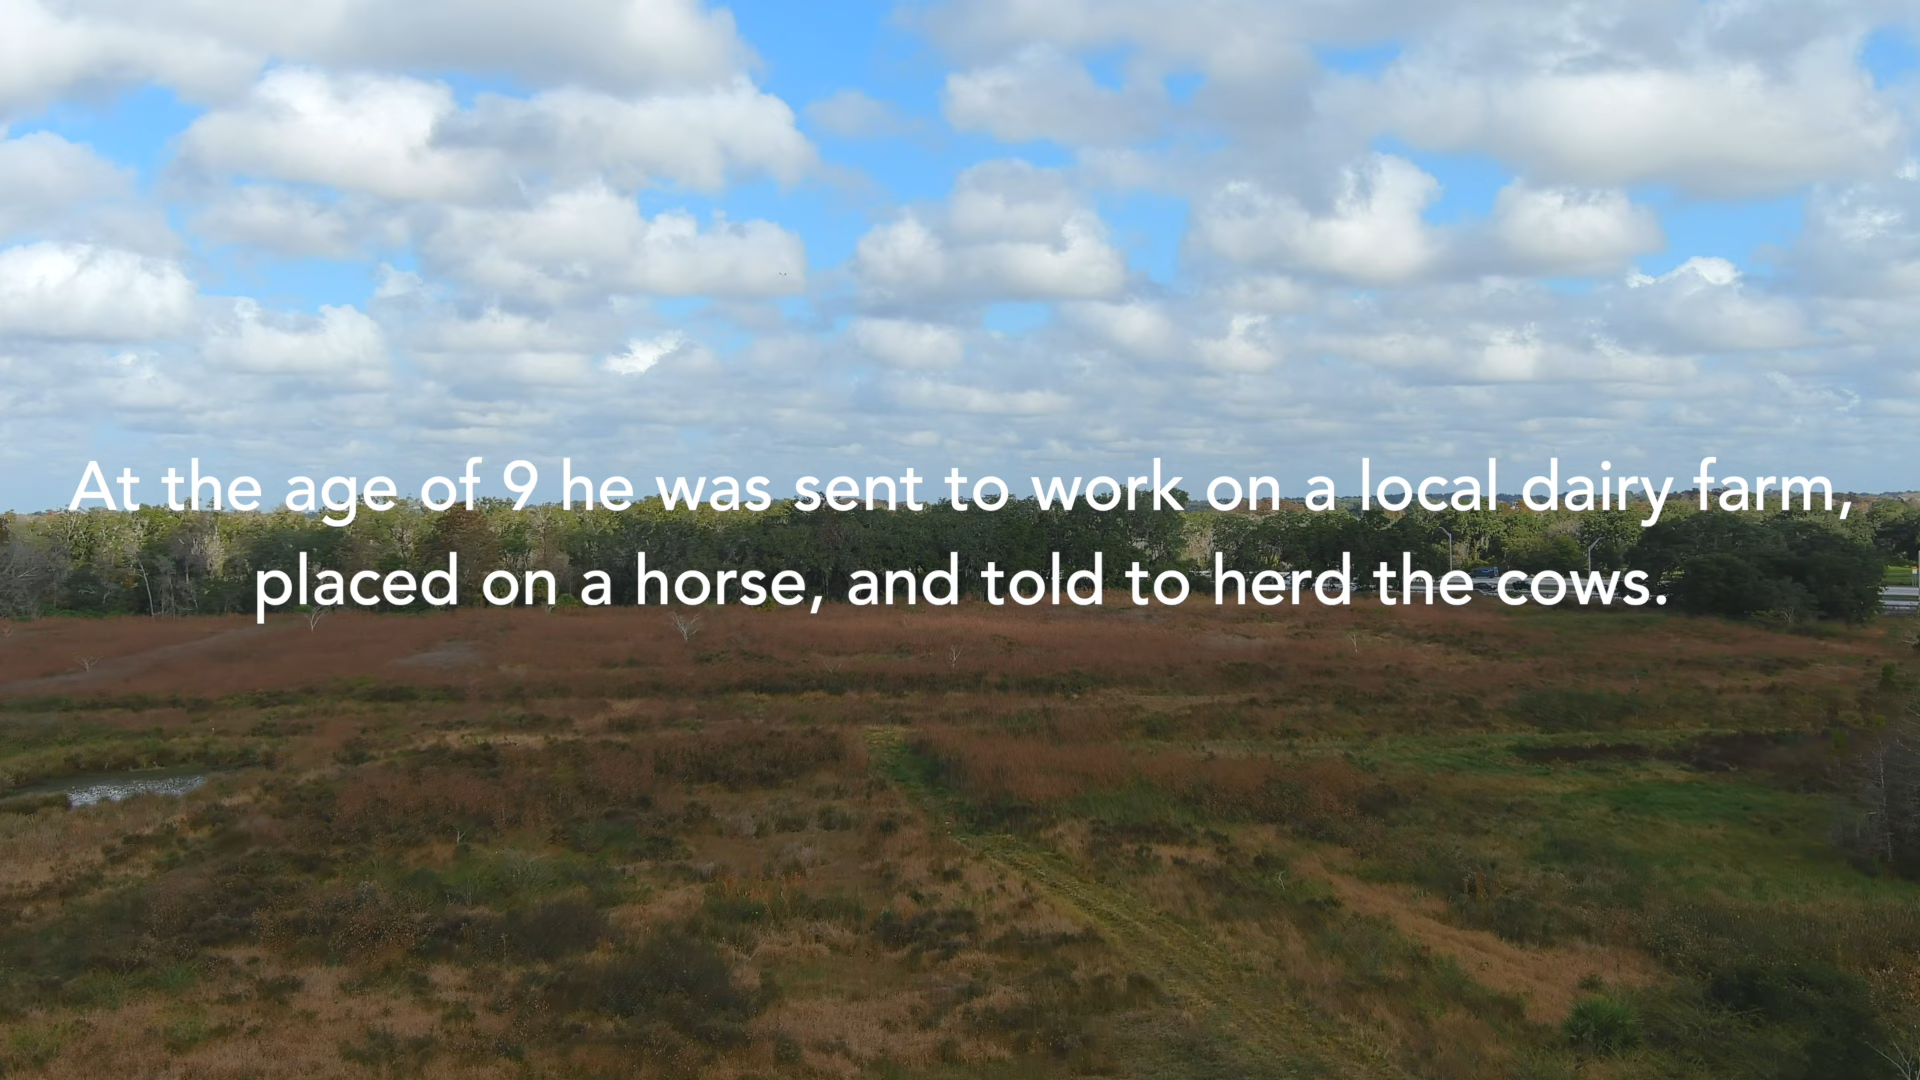 At the age of 9 he was sent to work on a local dairy farm,
placed on a horse, and told to herd the cows.